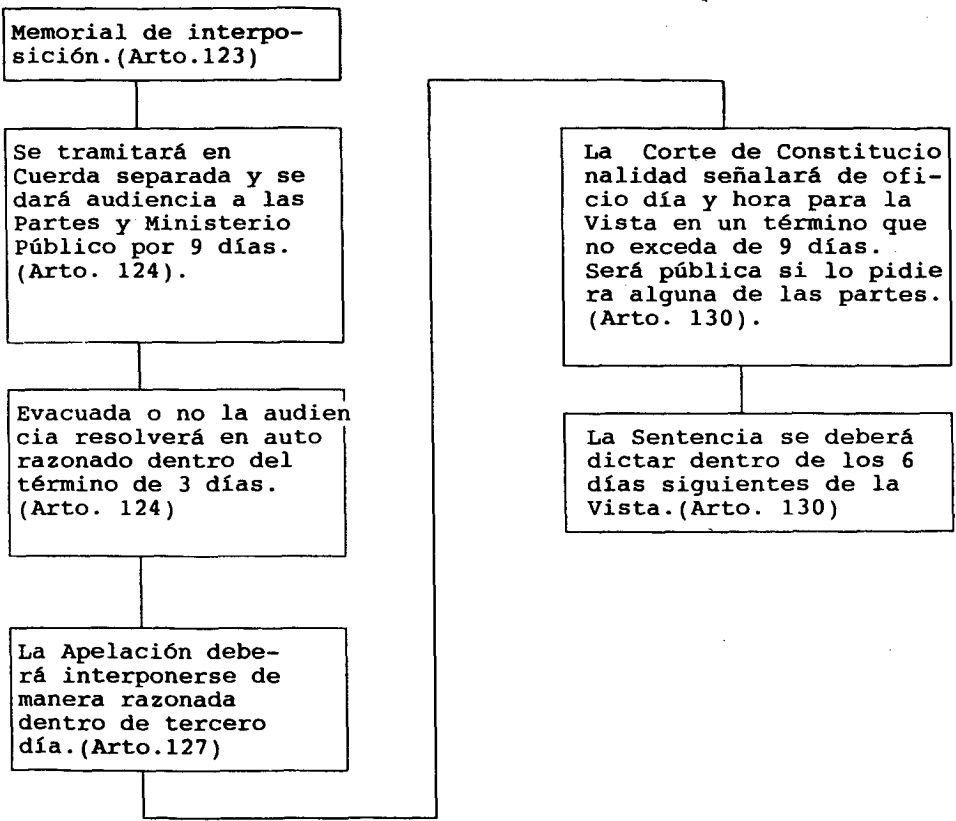 Memorial de interpo-
sición.(Arto.123)
Se tramitará en
Cuerda separada y se
dará audiencia a las
Partes y Ministerio
Público por 9 días.
(Arto. 124).
Evacuada o no la audien
cia resolverá en auto
razonado dentro del
término de 3 días.
(Arto. 124)
La Apelación debe-
rá interponerse de
manera razonada
dentro de tercero
día.(Arto.127)
La Corte de Constitucio
nalidad señalará de ofi-
cio día y hora para la
Vista en un término que
no exceda de 9 días.
Será pública si lo pidie
ra alguna de las partes.
(Arto. 130).
La Sentencia se deberá
dictar dentro de los 6
días siguientes de la
Vista.(Arto. 130)